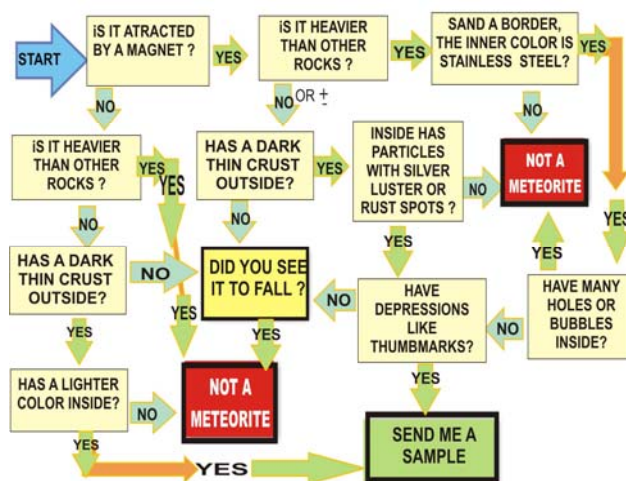 START
iS IT ATRACTED
BY A MAGNET ?
YES
iS IT HEAVIER
THAN OTHER
ROCKS ?
YES
SAND A BORDER,
THE INNER COLOR IS
STAINLESS STEEL?
YES
NO
NO OR ±
NO
iS IT HEAVIER
THAN OTHER
ROCKS ?
YES
YES
HAS A DARK
THIN CRUST
OUTSIDE?
YES
INSIDE HAS
PARTICLES
WITH SILVER
LUSTER OR
RUST SPOTS ?
NO
NOT A
METEORITE
YES
NO
NO
YES
YES
HAS A DARK
THIN CRUST
OUTSIDE?
NO
DID YOU SEE
IT TO FALL ?
NO
HAVE
DEPRESSIONS
LIKE
THUMBMARKS?
NO
HAVE MANY
HOLES OR
BUBBLES
INSIDE?
YES
YES
YES
YES
HAS A LIGHTER
COLOR INSIDE?
NO
NOT A
METEORITE
SEND ME A
SAMPLE
YES
YES